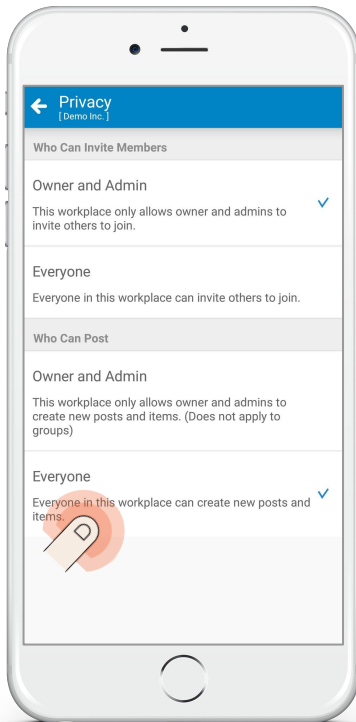 Privacy
[ Demo Inc. ]
Who Can Invite Members
Owner and Admin
This workplace only allows owner and admins to
invite others to join.
Everyone
Everyone in this workplace can invite others to join.
Who Can Post
Owner and Admin
This workplace only allows owner and admins to
create new posts and items. (Does not apply to
groups)
Everyone
Everyone in this workplace can create new posts and
items.